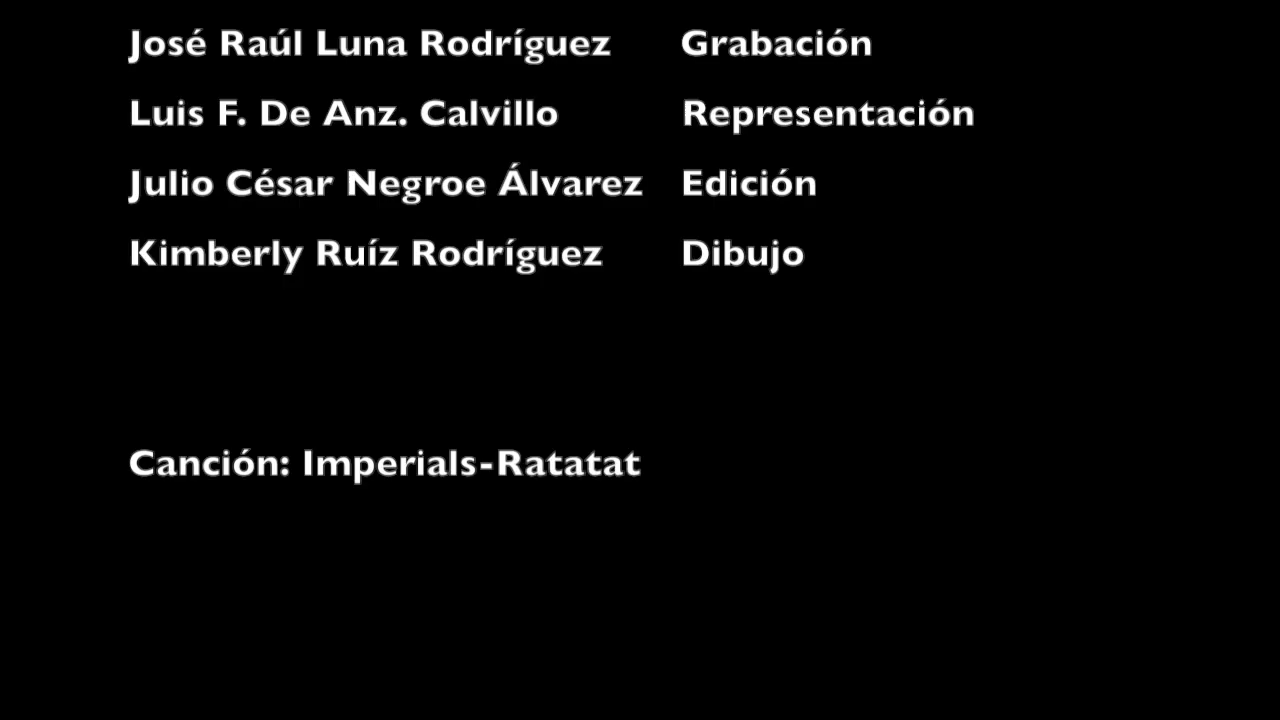 José Raúl Luna Rodríguez Grabación
Luis F. De Anz. Calvillo Representación
Julio César Negroe Álvarez Edición
Kimberly Ruíz Rodríguez Dibujo
Canción: Imperials-Ratatat